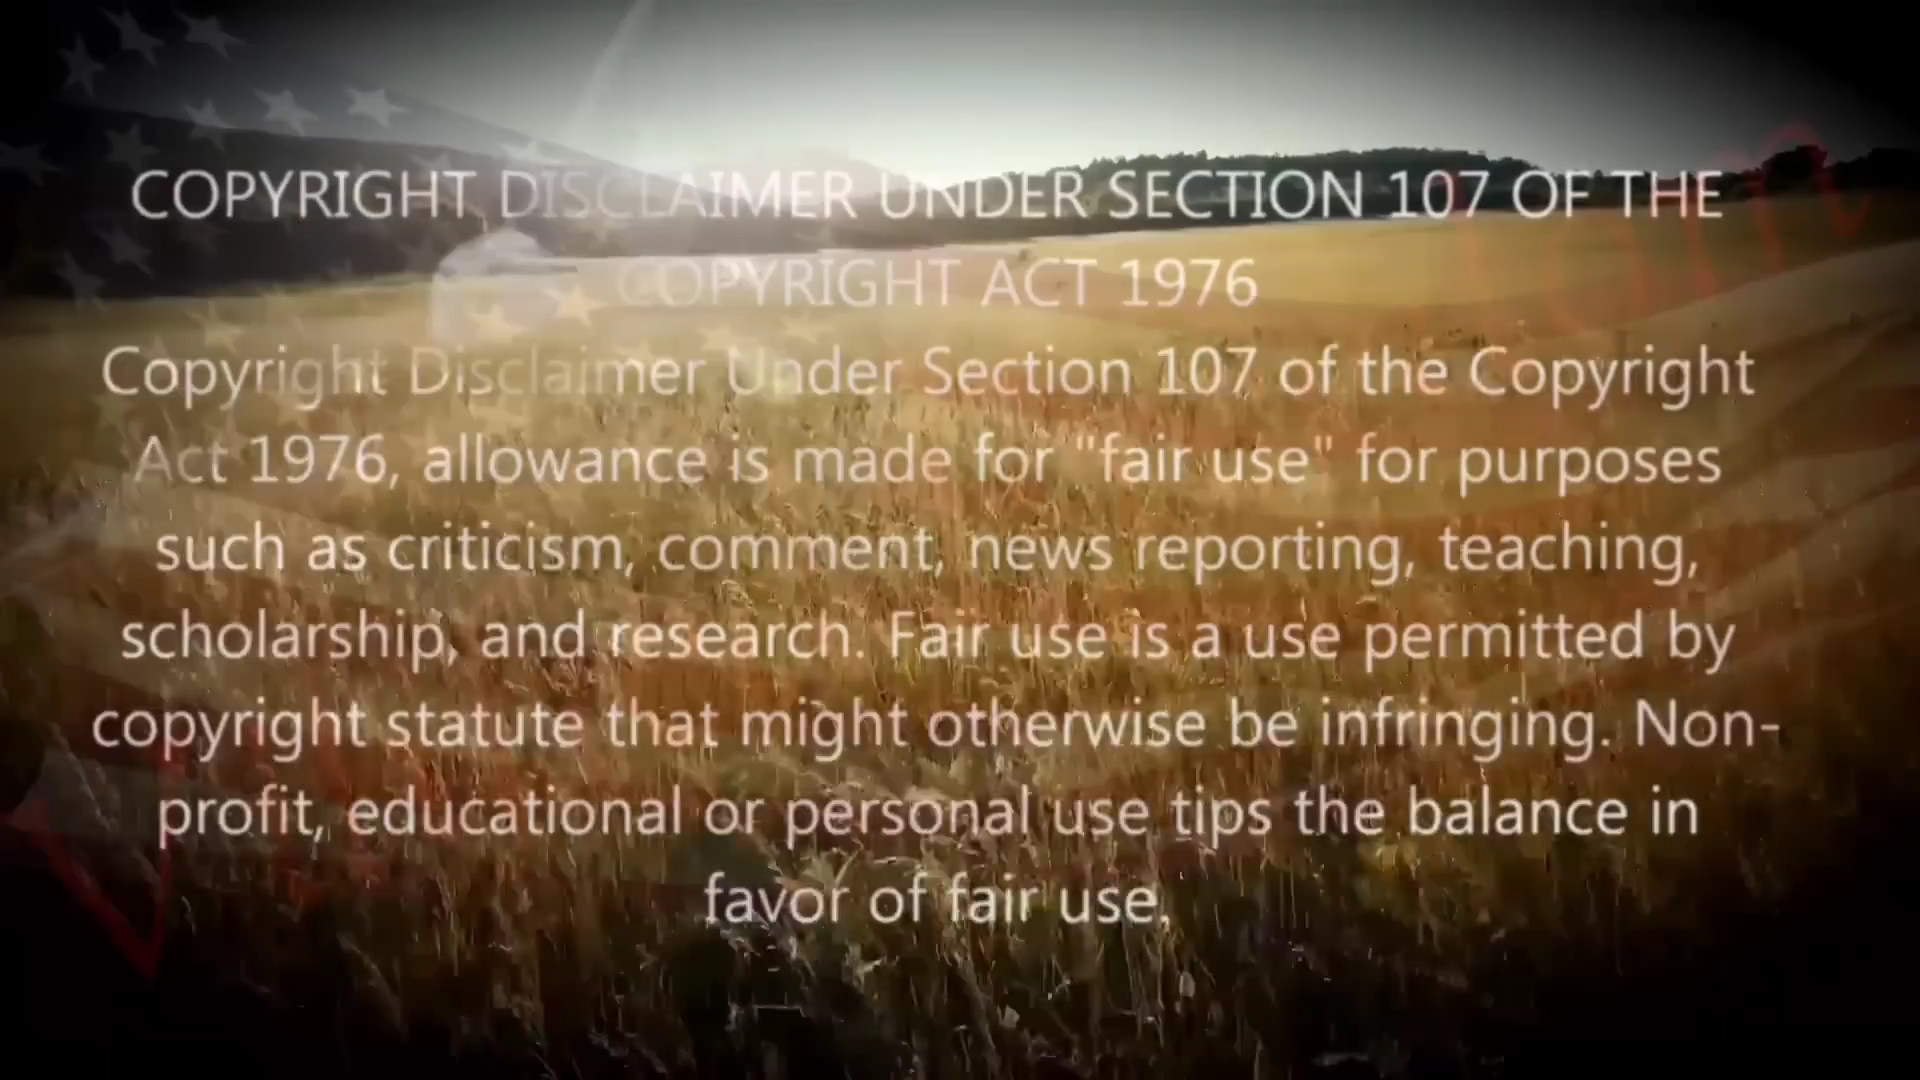 COPYRIGHT DISCLAIMER UNDER SECTION 107 OF THE
COPYRIGHT ACT 1976
Copyright Disclaimer Under Section 107 of the Copyright
Act 1976, allowance is made for "fair use" for purposes
such as criticism, comment, news reporting, teaching,
scholarship, and research. Fair use is a use permitted by
copyright statute that might otherwise be infringing. Non-
profit, educational or personal use tips the balance in
favor of fair use.